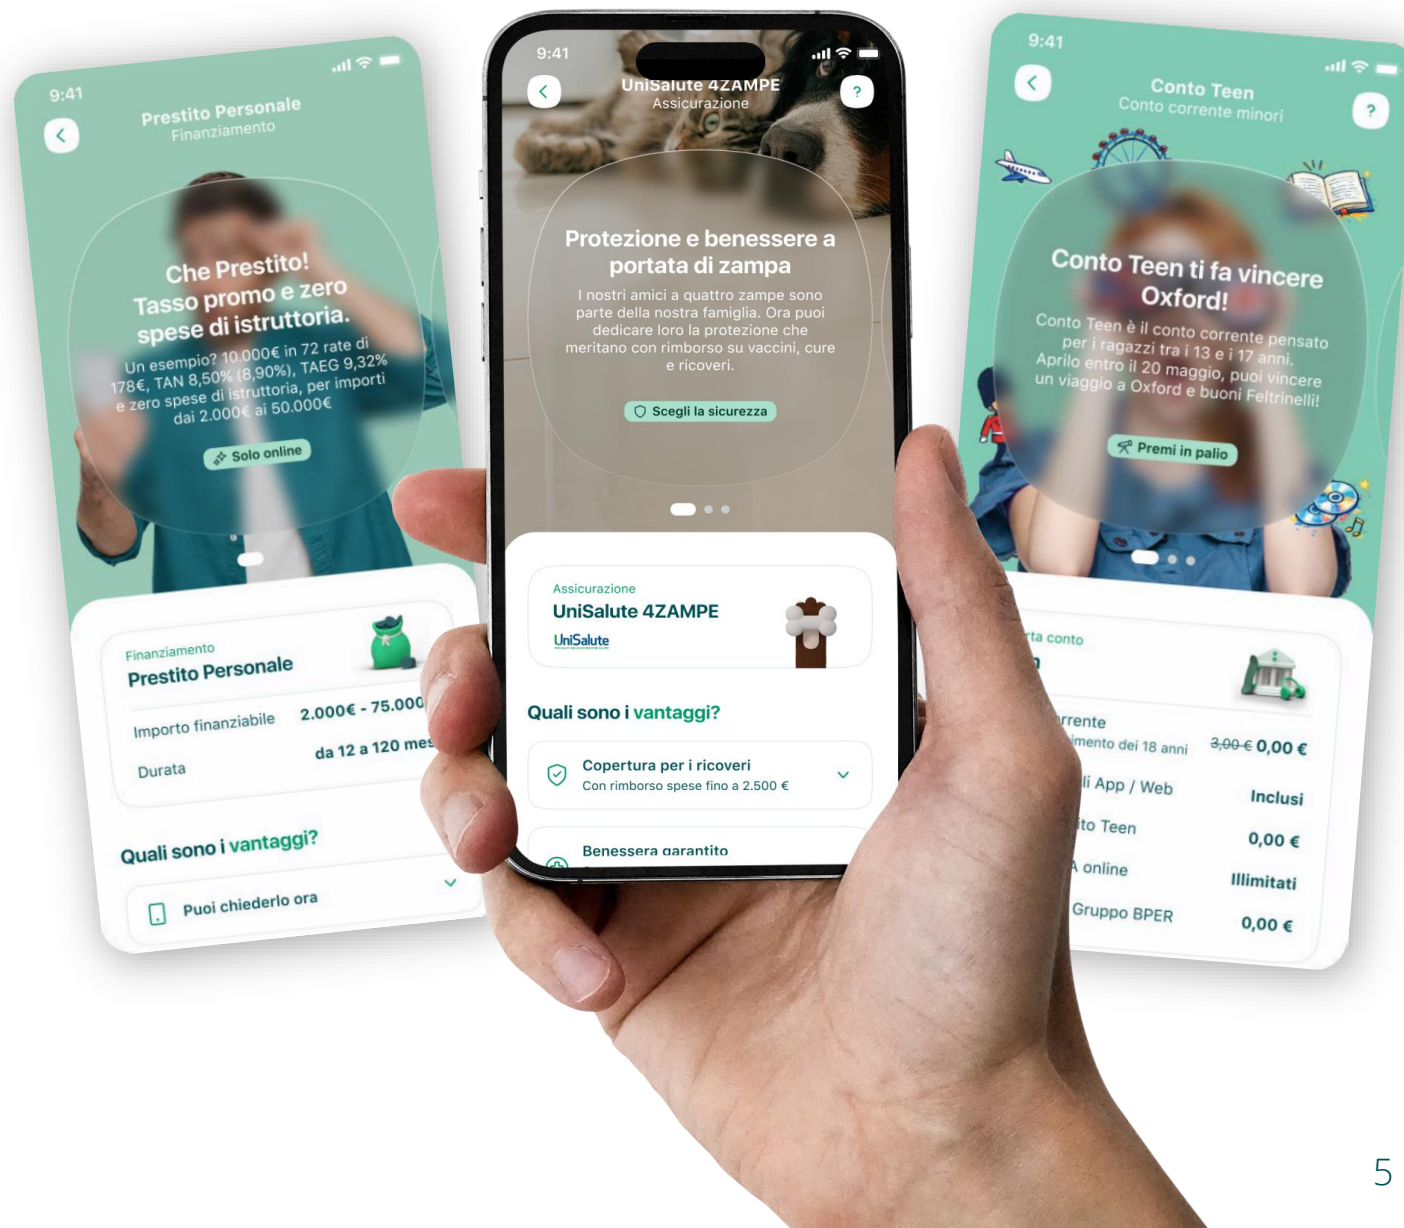 9:41
Prestito Personale
Finanziamento
Che Prestito!
Tasso promo e zero
spese di istruttoria.
Un esempio? 10.000€ in 72 rate di
178€, TAN 8,50% (8,90%), TAEG 9,32%
e zero spese di istruttoria, per importi
dai 2.000€ ai 50.000€
Solo online
Finanziamento
Prestito Personale
Importo finanziabile 2.000€ - 75.000
Durata da 12 a 120 mes
Quali sono i vantaggi?
Puoi chiederlo ora
9:41
UniSalute 4ZAMPE
Assicurazione
?
Protezione e benessere a
portata di zampa
I nostri amici a quattro zampe sono
parte della nostra famiglia. Ora puoi
dedicare loro la protezione che
meritano con rimborso su vaccini, cure
e ricoveri.
Scegli la sicurezza
Assicurazione
UniSalute 4ZAMPE
UniSalute
Quali sono i vantaggi?
Copertura per i ricoveri
Con rimborso spese fino a 2.500 €
Benessera garantito
9:41
Conto Teen
Conto corrente minori
?
Conto Teen ti fa vincere
Oxford!
Conto Teen è il conto corrente pensato
per i ragazzi tra i 13 e i 17 anni.
Aprilo entro il 20 maggio, puoi vincere
un viaggio a Oxford e buoni Feltrinelli!
Premi in palio
rta conto
rrente
imento dei 18 anni 3,00 € 0,00 €
li App / Web Inclusi
ito Teen 0,00 €
A online Illimitati
Gruppo BPER 0,00 €
5